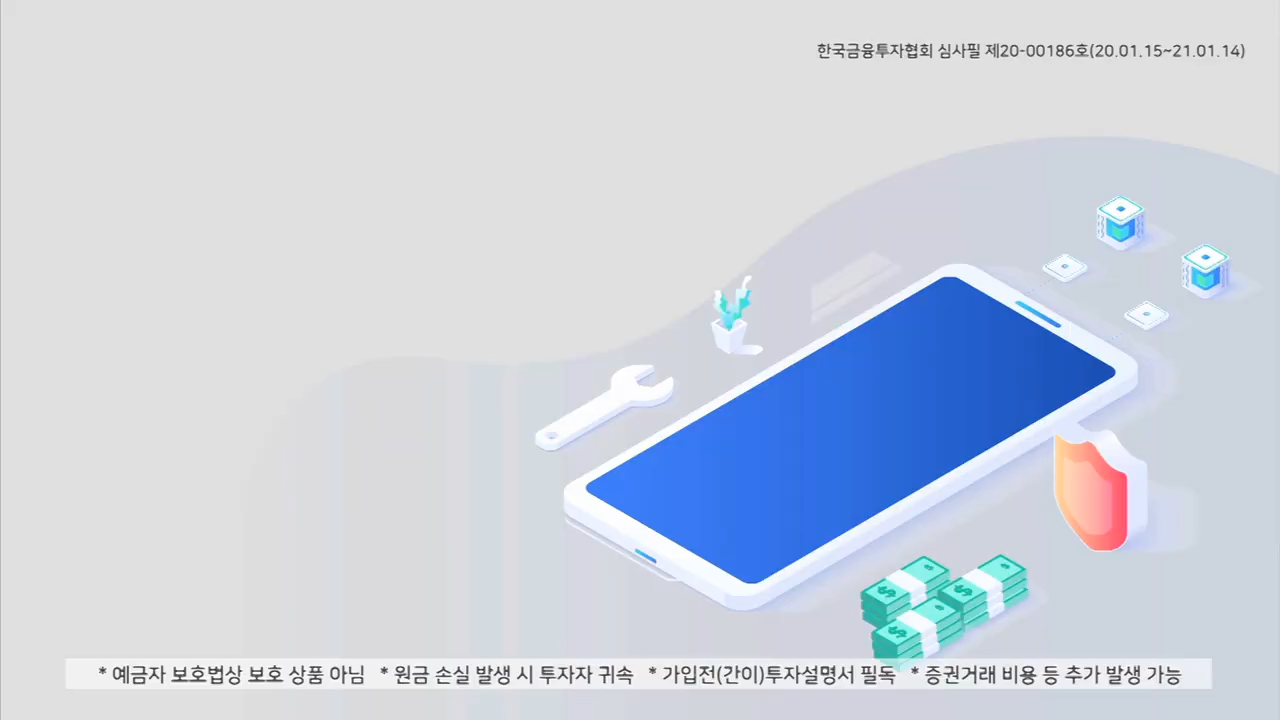 한국금융투자협회 심사필 제20-00186호(20.01.15~21.01.14)
* 예금자 보호법상 보호 상품 아님 * 원금 손실 발생 시 투자자 귀속 * 가입전(간이)투자설명서 필독 * 증권거래 비용 등 추가 발생 가능